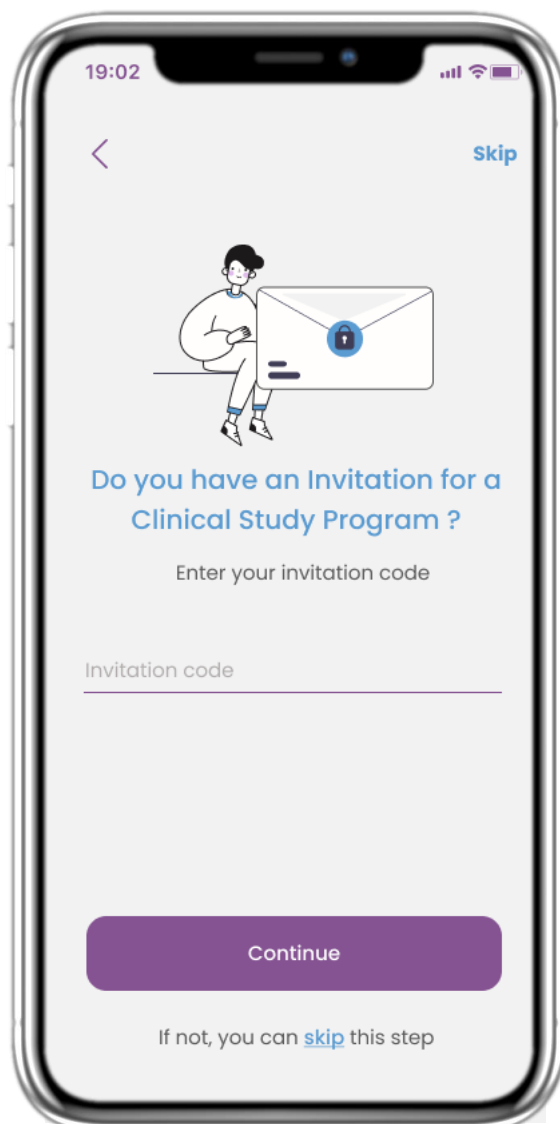 19:02
Skip
Do you have an Invitation for a
Clinical Study Program ?
Enter your invitation code
Invitation code
Continue
If not, you can skip this step